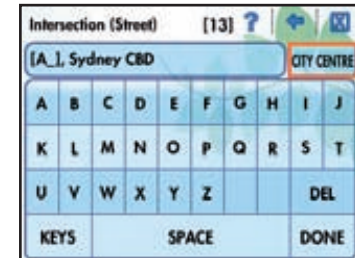 Intersection (Street) [13] ?
[A_], Sydney CBD CITY CENTRE
A B C D E F G H I J
K L M N O P Q R S T
U V W X Y Z DEL
KEYS SPACE DONE